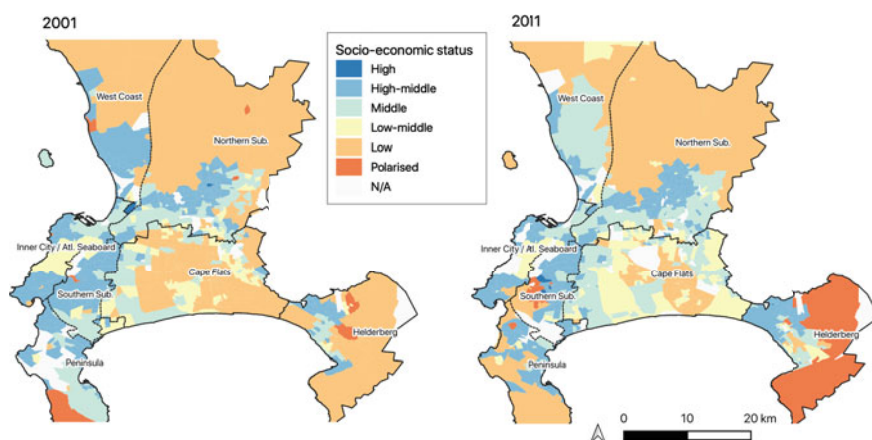 2001
2011
Socio-economic status
High
High-middle
Middle
Low-middle
Low
Polarised
N/A
West Coast
Northern Sub.
Inner City / Atl. Seaboard
Cape Flats
Southern Sub.
Helderberg
Peninsula
West Coast
Northern Sub.
Inner City / Atl. Seaboard
Cape Flats
Southern Sub.
Helderberg
Peninsula
0 10 20 km